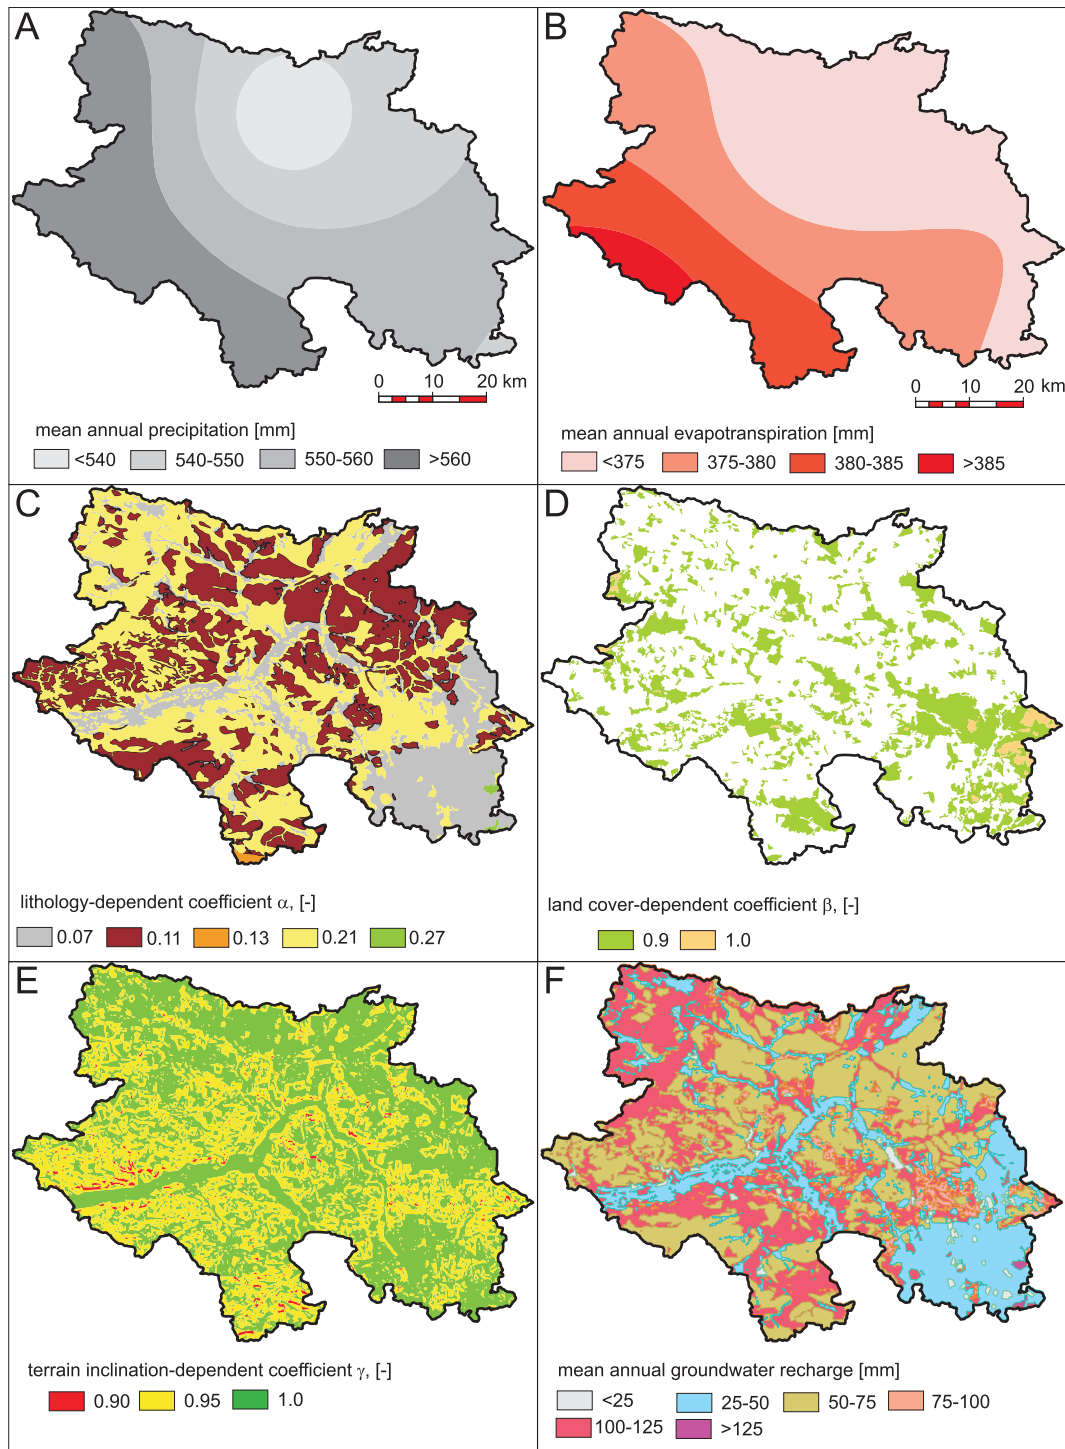 A
B
0 10 20 km
0 10 20 km
mean annual precipitation [mm]
<540 540-550 550-560 >560
mean annual evapotranspiration [mm]
<375 375-380 380-385 >385
C
D
lithology-dependent coefficient α, [-]
0.07 0.11 0.13 0.21 0.27
land cover-dependent coefficient β, [-]
0.9 1.0
E
F
terrain inclination-dependent coefficient γ, [-]
0.90 0.95 1.0
mean annual groundwater recharge [mm]
<25 25-50 50-75 75-100
100-125 >125